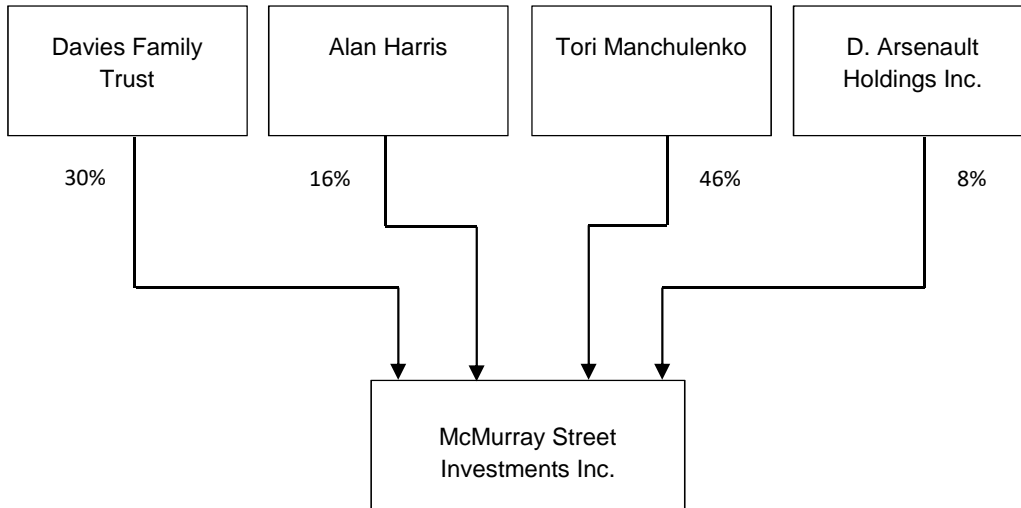 Davies Family
Trust
Alan Harris
Tori Manchulenko
D. Arsenault
Holdings Inc.
30%
16%
46%
8%
McMurray Street
Investments Inc.